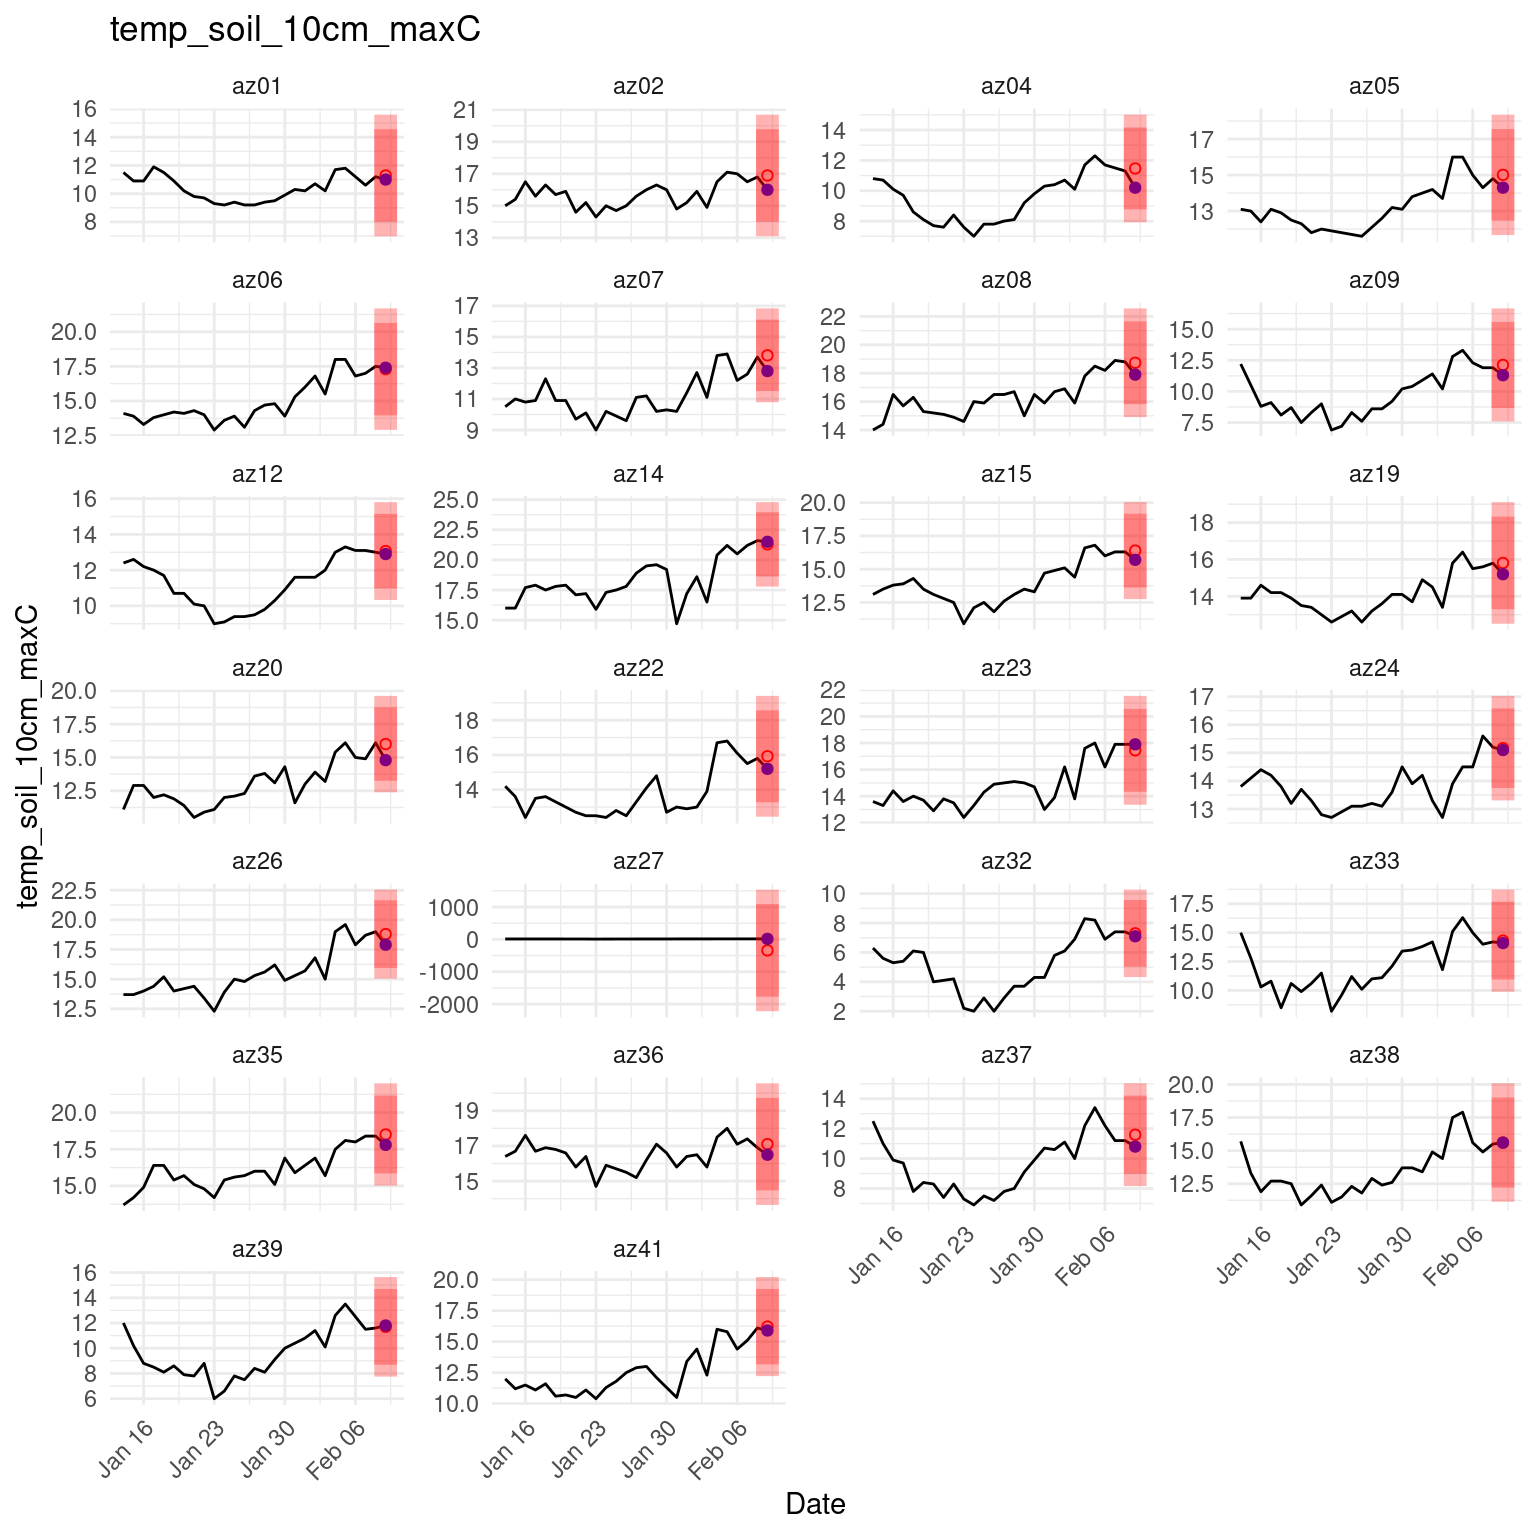 temp_soil_10cm_maxC
az01 az02 az04 az05
16 14 12 10 8
21 19 17 15 13
14 12 10 8
17 15 13
az06 az07 az08 az09
20.0 17.5 15.0 12.5
17 15 13 11 9
22 20 18 16 14
15.0 12.5 10.0 7.5
az12 az14 az15 az19
16 14 12 10
25.0 22.5 20.0 17.5 15.0
20.0 17.5 15.0 12.5
18 16 14
az20 az22 az23 az24
20.0 17.5 15.0 12.5
18 16 14
22 20 18 16 14 12
17 16 15 14 13
temp_soil_10cm_maxC
az26 az27 az32 az33
22.5 20.0 17.5 15.0 12.5
1000 0 -1000 -2000
10 8 6 4 2
17.5 15.0 12.5 10.0
az35 az36 az37 az38
20.0 17.5 15.0
19 17 15
14 12 10 8
20.0 17.5 15.0 12.5
Jan 16 Jan 23 Jan 30 Feb 06
Jan 16 Jan 23 Jan 30 Feb 06
az39 az41
16 14 12 10 8 6
20.0 17.5 15.0 12.5 10.0
Jan 16 Jan 23 Jan 30 Feb 06
Jan 16 Jan 23 Jan 30 Feb 06
Date